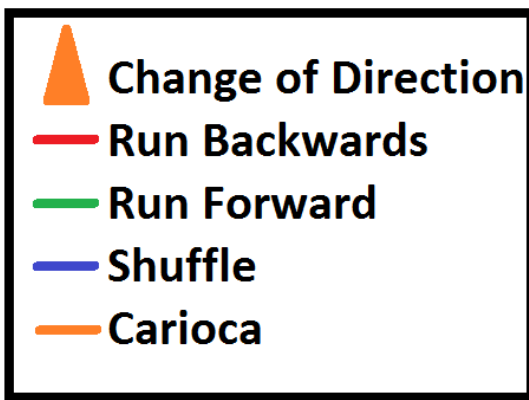 Change of Direction
Run Backwards
Run Forward
Shuffle
Carioca